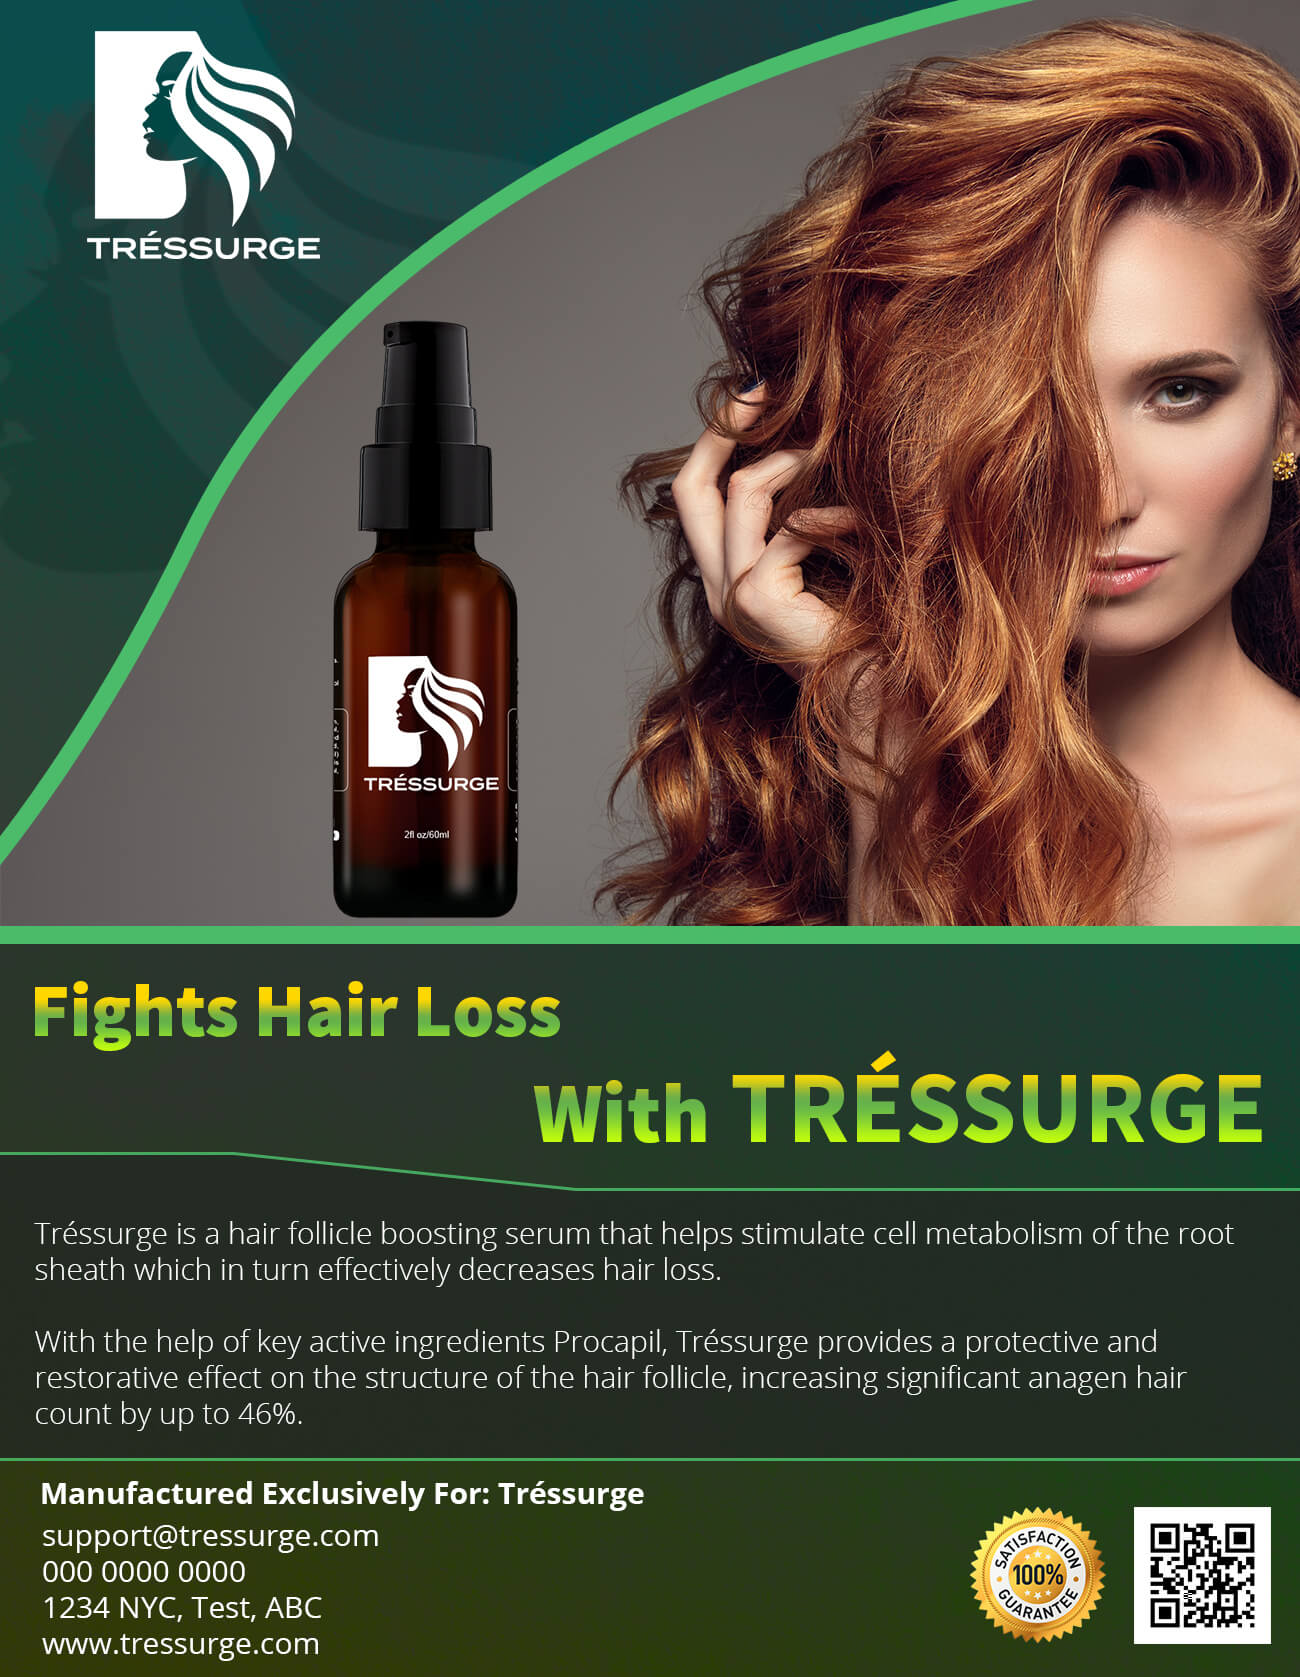 TRÉSSURGE
TRÉSSURGE
2fl oz/60ml
Fights Hair Loss
With TRÉSSURGE
Tréssurge is a hair follicle boosting serum that helps stimulate cell metabolism of the root
sheath which in turn effectively decreases hair loss.
With the help of key active ingredients Procapil, Tréssurge provides a protective and
restorative effect on the structure of the hair follicle, increasing significant anagen hair
count by up to 46%.
Manufactured Exclusively For: Tréssurge
support@tressurge.com
000 0000 0000
1234 NYC, Test, ABC
www.tressurge.com
SATISFACTION
100%
GUARANTEE